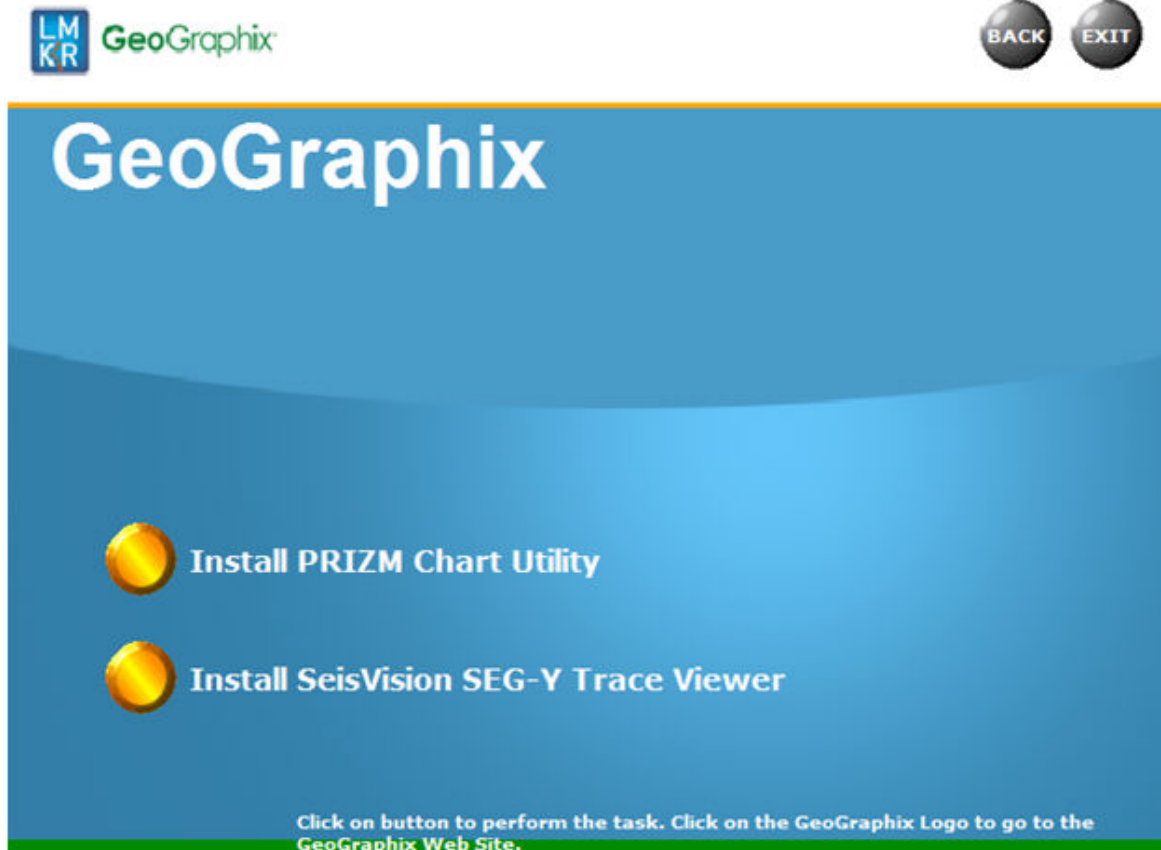 LM
KR
GeoGraphix
BACK
EXIT
GeoGraphix
Install PRIZM Chart Utility
Install SeisVision SEG-Y Trace Viewer
Click on button to perform the task. Click on the GeoGraphix Logo to go to the
GeoGraphix Web Site.